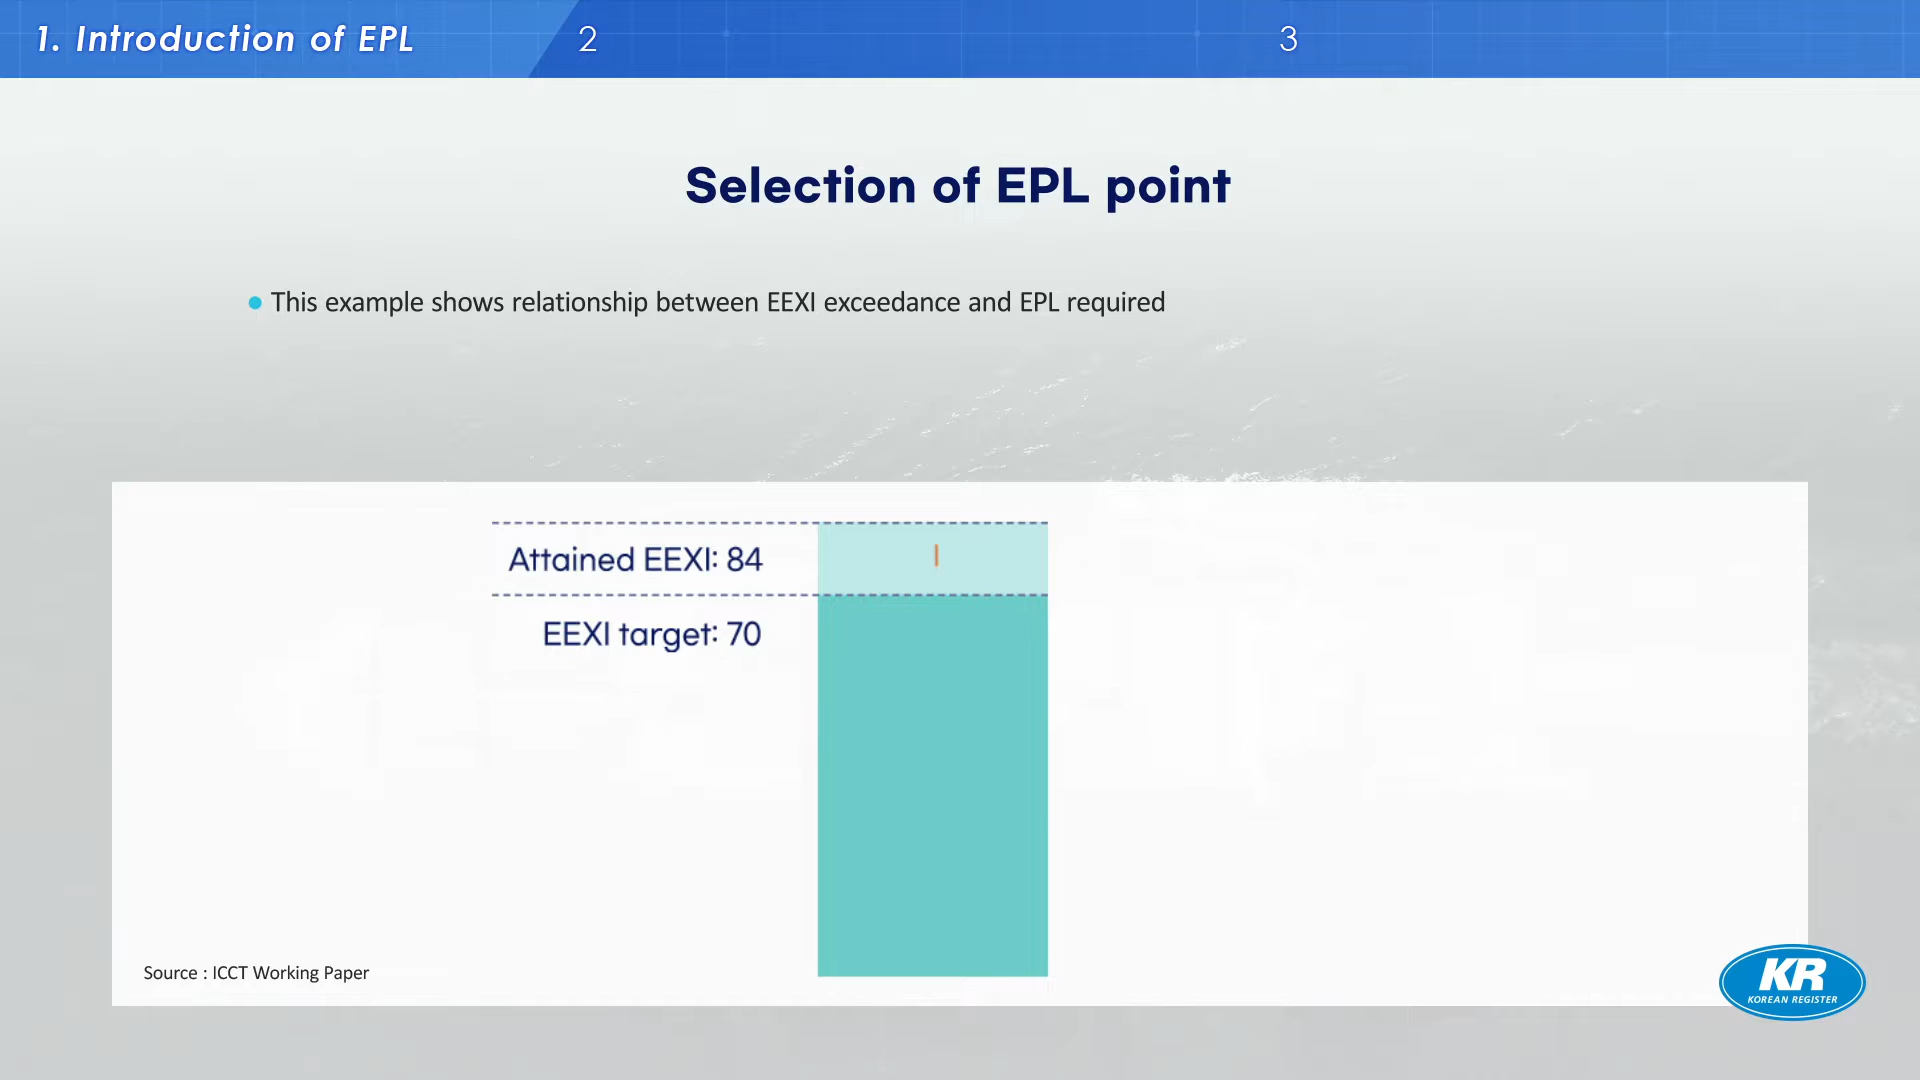 1. Introduction of EPL
2
3
Selection of EPL point
This example shows relationship between EEXI exceedance and EPL required
Attained EEXI: 84
EEXI target: 70
Source : ICCT Working Paper
KR
KOREAN REGISTER